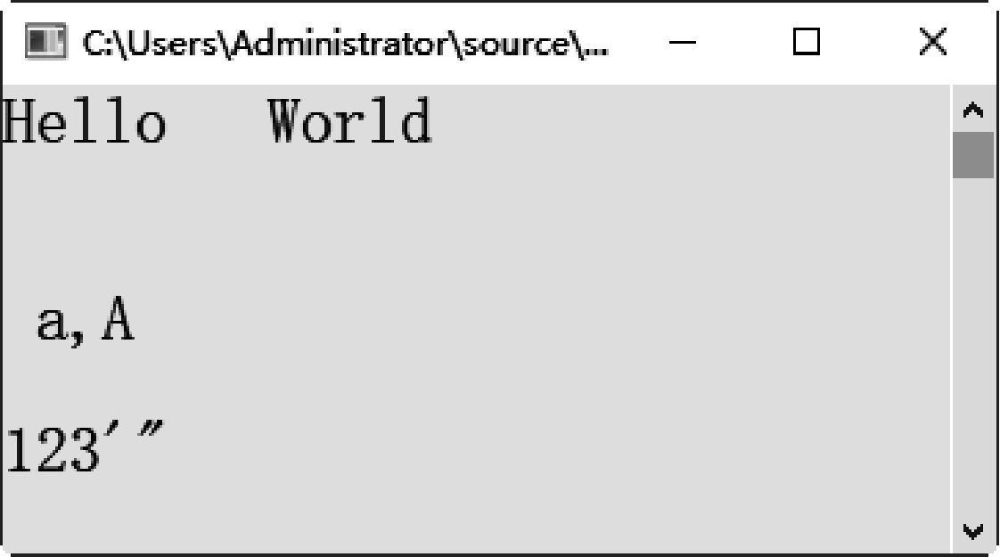 C:\Users\Administrator\source\...
Hello   World
a,A
123'"